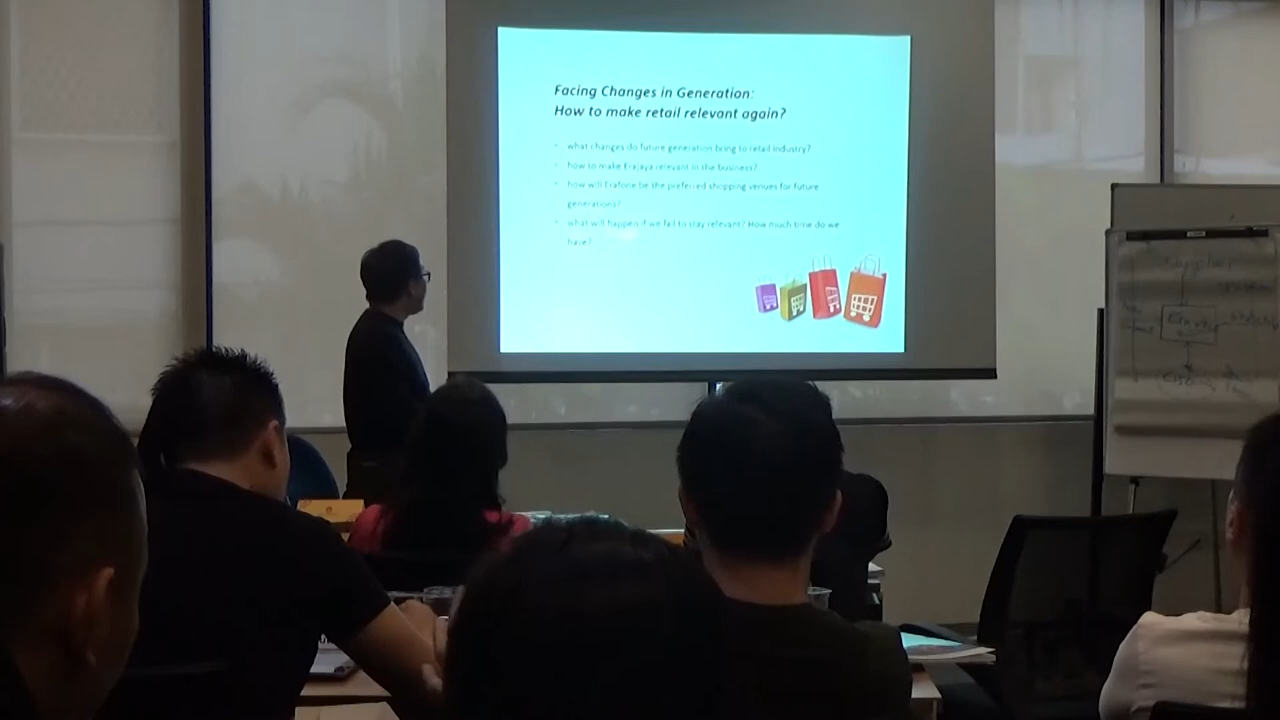 Facing Changes in Generation:
How to make retail relevant again?
what changes do future generation bring to retail industry?
how to make Erajaya relevant in the business?
how will Erafone be the preferred shopping venues for future
generations?
what will happen if we fail to stay relevant? How much time do we
have?